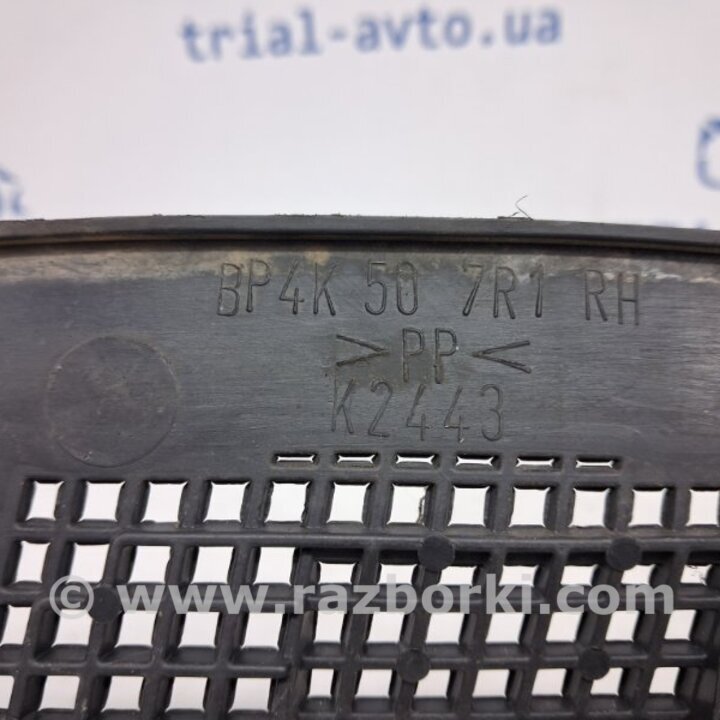 trial-avto.ua
BP4K 50 7R1 RH
>PP<
K2443
© www.razborki.com